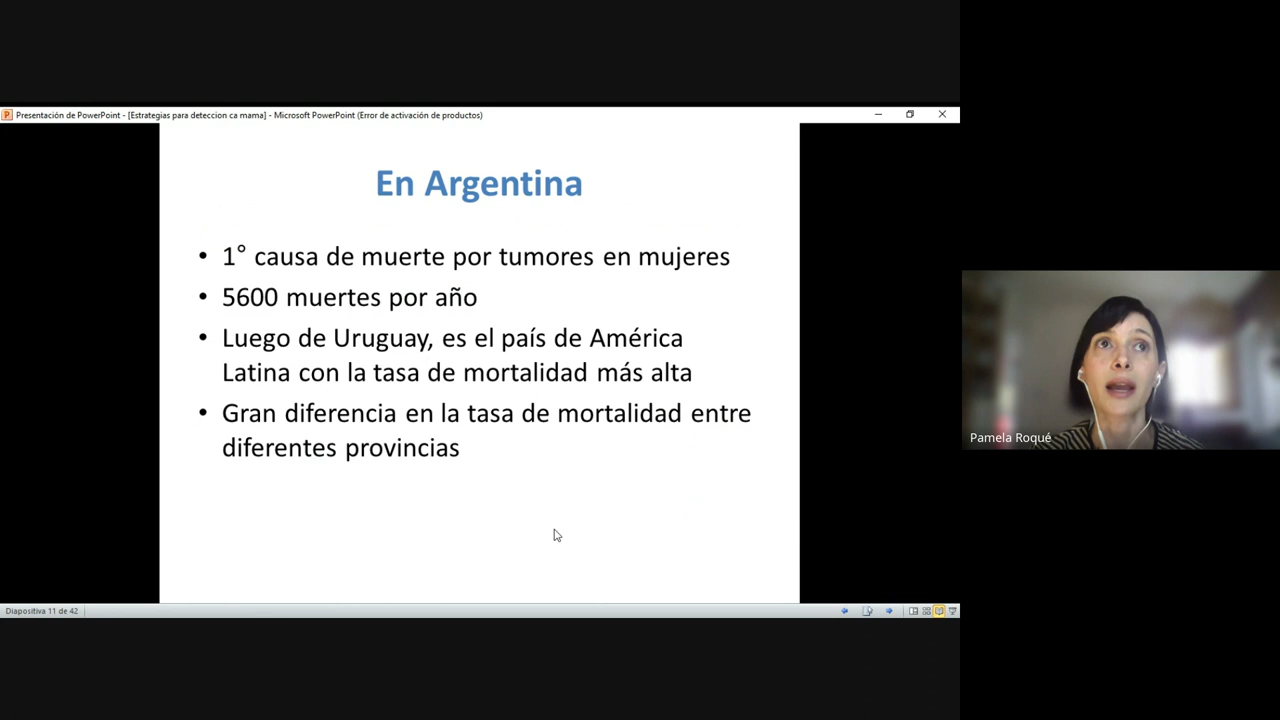 Presentación de PowerPoint - [Estrategias para deteccion ca mama] - Microsoft PowerPoint (Error de activación de productos)
En Argentina
• 1° causa de muerte por tumores en mujeres
• 5600 muertes por año
• Luego de Uruguay, es el país de América
Latina con la tasa de mortalidad más alta
• Gran diferencia en la tasa de mortalidad entre
diferentes provincias
Pamela Roqué
Diapositiva 11 de 42